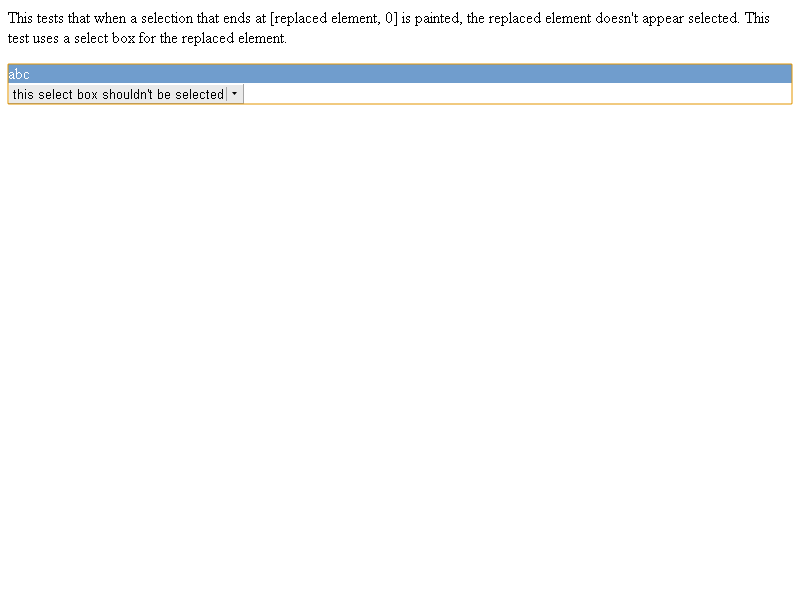 This tests that when a selection that ends at [replaced element, 0] is painted, the replaced element doesn't appear selected. This
test uses a select box for the replaced element.
abc
this select box shouldn't be selected